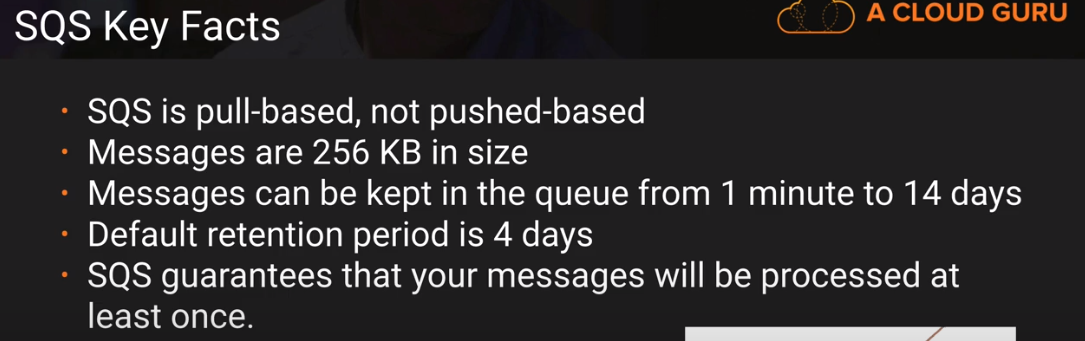 SQS Key Facts
A CLOUD GURU
• SQS is pull-based, not pushed-based
• Messages are 256 KB in size
• Messages can be kept in the queue from 1 minute to 14 days
• Default retention period is 4 days
• SQS guarantees that your messages will be processed at
least once.